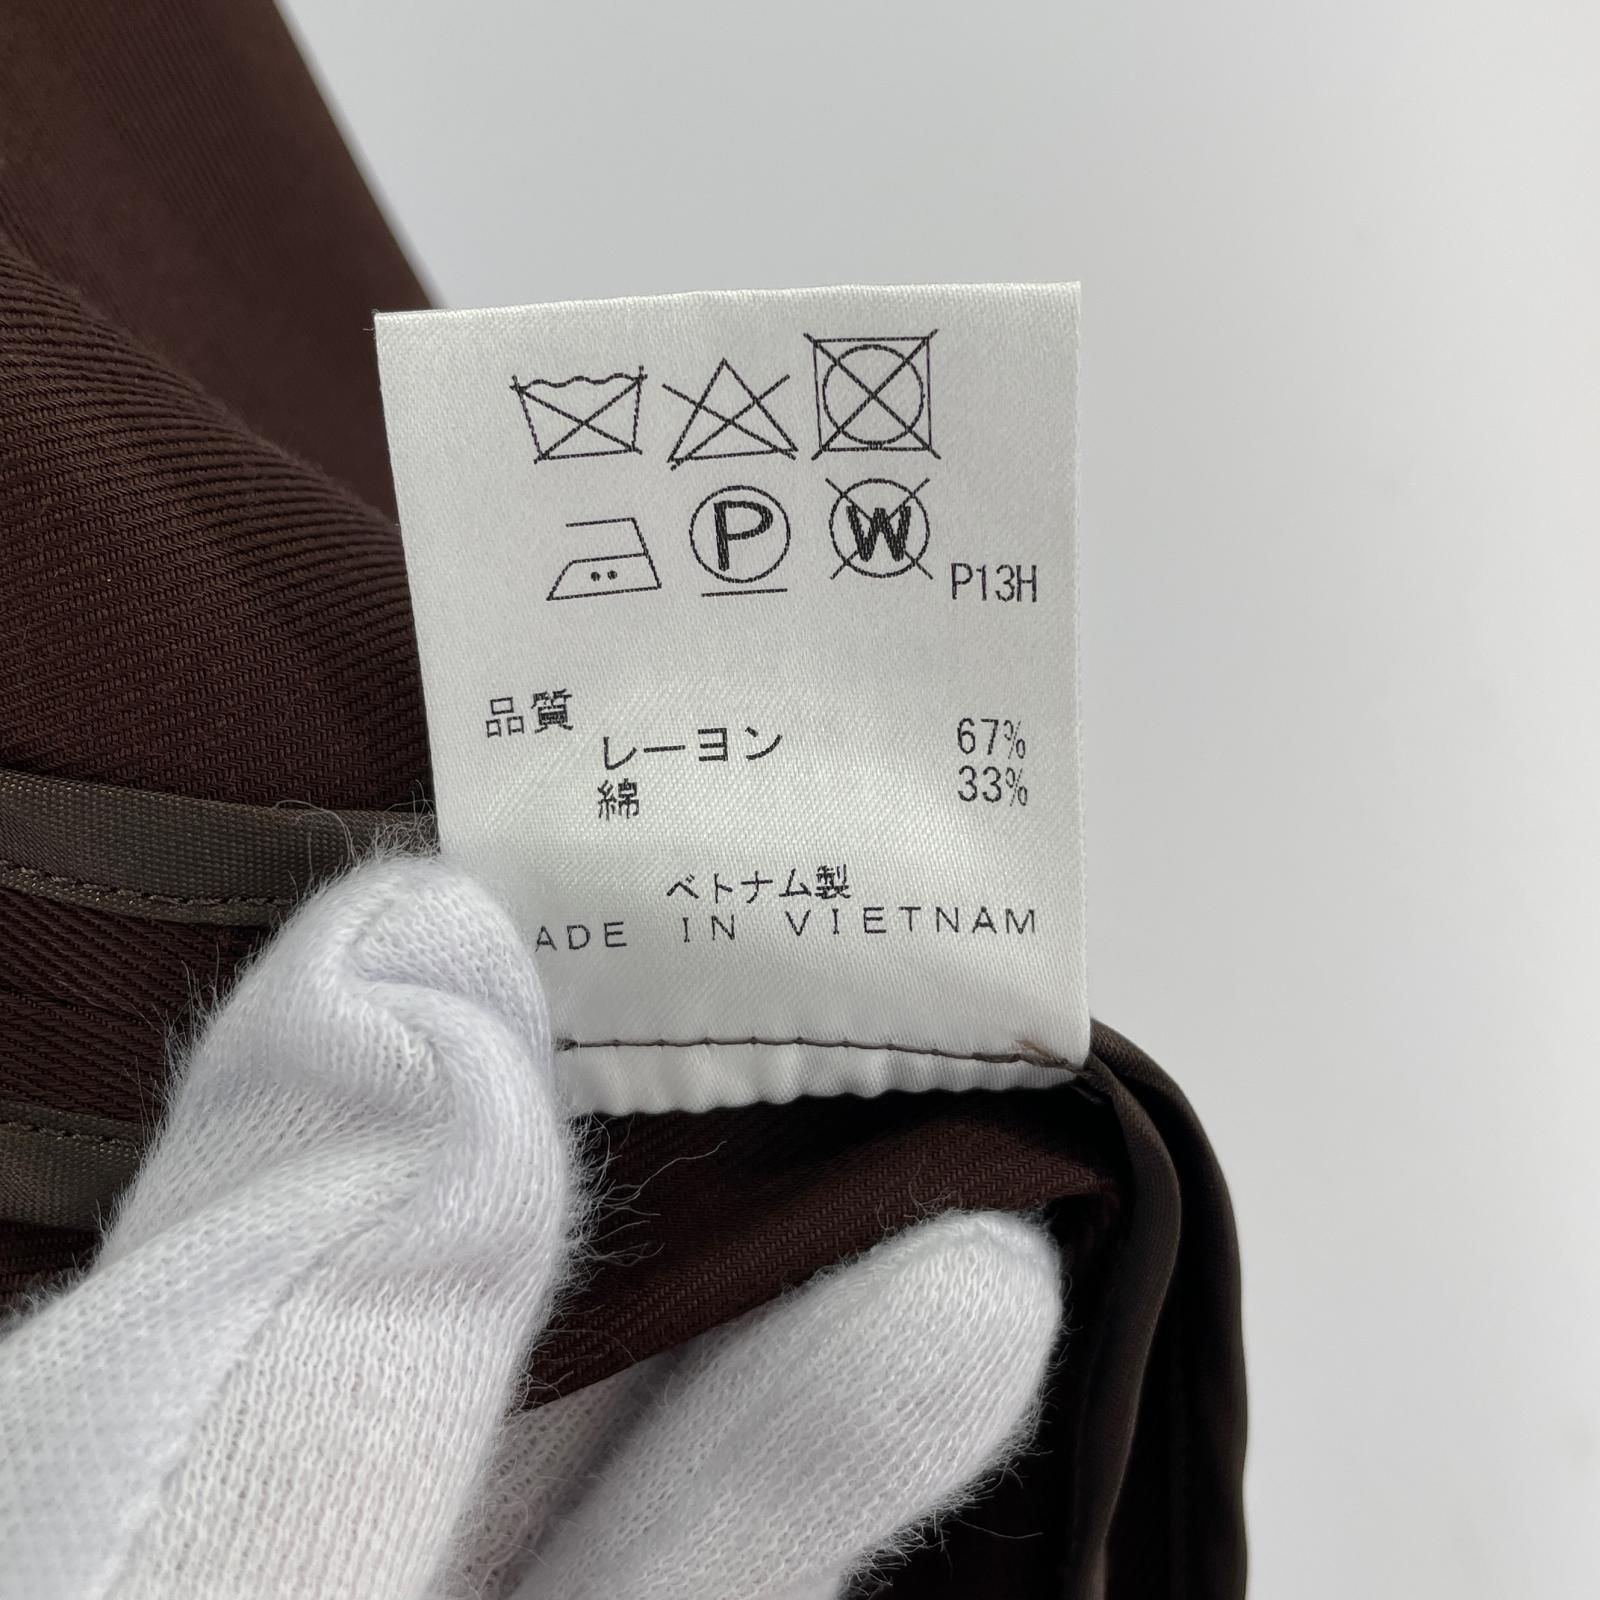 P W P13H
品質
レーヨン 67%
綿 33%
ベトナム製
ADE IN VIETNAM